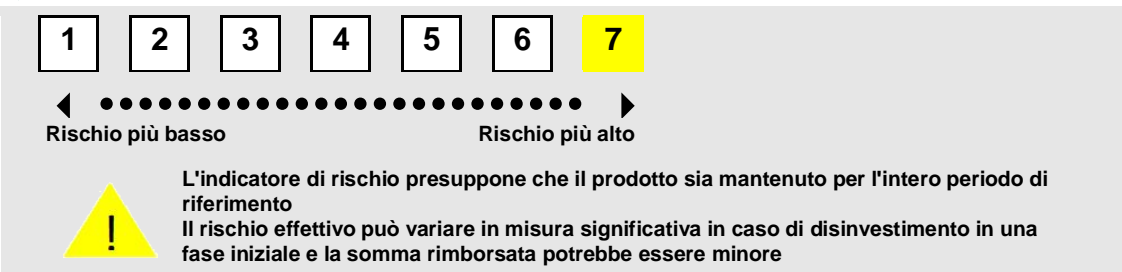 1 2 3 4 5 6 7
Rischio più basso Rischio più alto
L'indicatore di rischio presuppone che il prodotto sia mantenuto per l'intero periodo di
riferimento
Il rischio effettivo può variare in misura significativa in caso di disinvestimento in una
fase iniziale e la somma rimborsata potrebbe essere minore
!